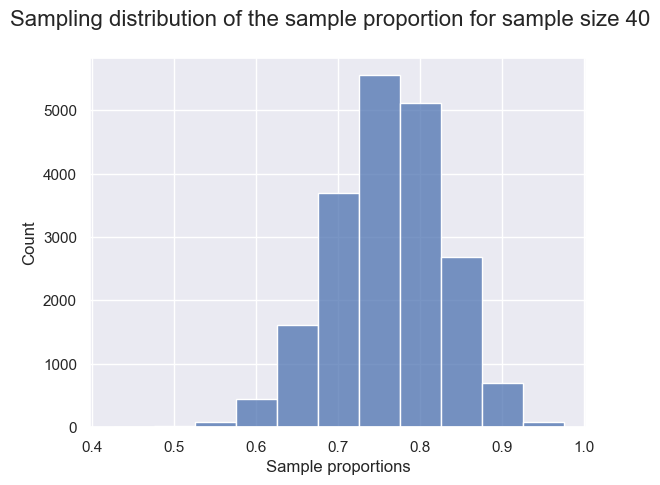 Sampling distribution of the sample proportion for sample size 40
5000
4000
3000
2000
1000
0
Count
0.4 0.5 0.6 0.7 0.8 0.9 1.0
Sample proportions